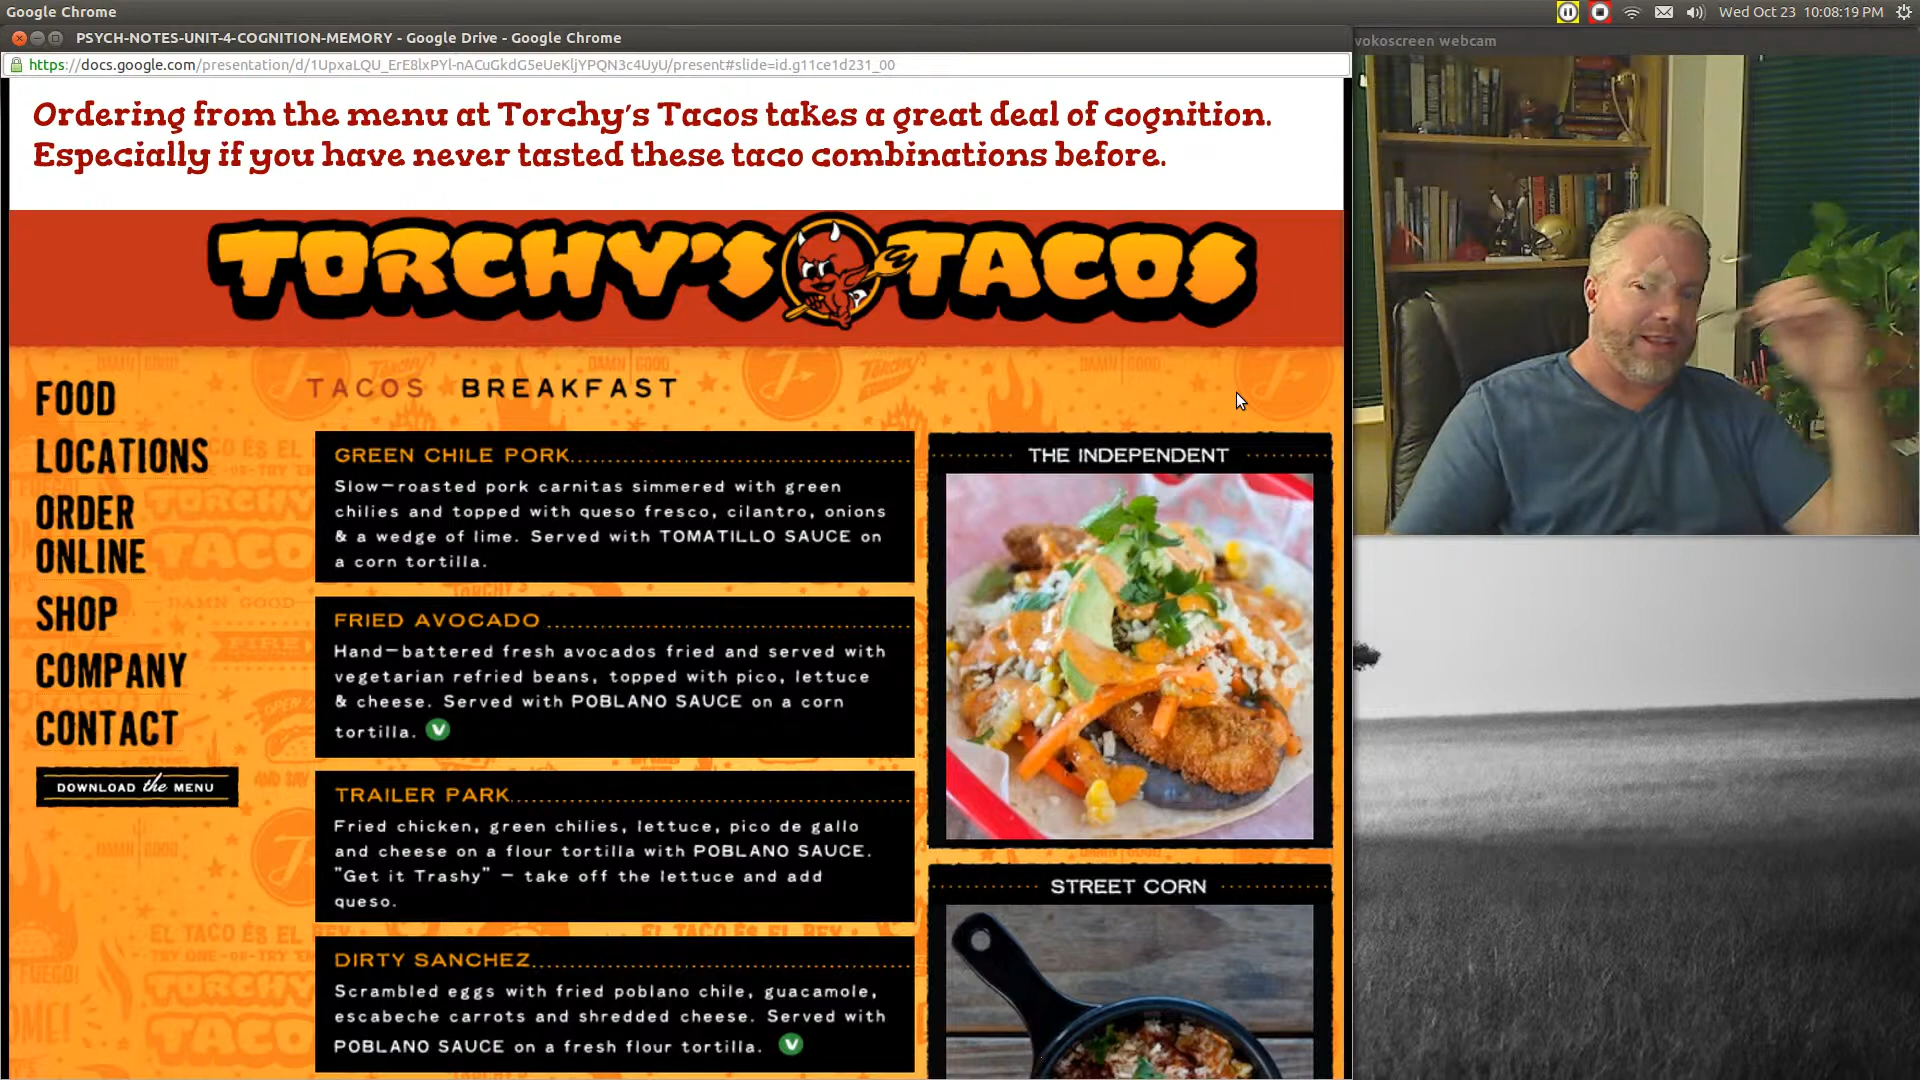 Google Chrome
Wed Oct 23 10:08:19 PM
PSYCH-NOTES-UNIT-4-COGNITION-MEMORY - Google Drive - Google Chrome
vokoscreen webcam
https://docs.google.com/presentation/d/1UpxaLQU_ErE8lxPYl-nACuGkdG5eUeKljYPQN3c4UyU/present#slide=id.g11ce1d231_00
Ordering from the menu at Torchy's Tacos takes a great deal of cognition.
Especially if you have never tasted these taco combinations before.
TORCHY'S TACOS
TACOS BREAKFAST
FOOD
LOCATIONS
ORDER
ONLINE
SHOP
COMPANY
CONTACT
DOWNLOAD the MENU
GREEN CHILE PORK
Slow-roasted pork carnitas simmered with green
chilies and topped with queso fresco, cilantro, onions
& a wedge of lime. Served with TOMATILLO SAUCE on
a corn tortilla.
FRIED AVOCADO
Hand-battered fresh avocados fried and served with
vegetarian refried beans, topped with pico, lettuce
& cheese. Served with POBLANO SAUCE on a corn
tortilla. V
TRAILER PARK
Fried chicken, green chilies, lettuce, pico de gallo
and cheese on a flour tortilla with POBLANO SAUCE.
"Get it Trashy" - take off the lettuce and add
queso.
DIRTY SANCHEZ
Scrambled eggs with fried poblano chile, guacamole,
escabeche carrots and shredded cheese. Served with
POBLANO SAUCE on a fresh flour tortilla. V
THE INDEPENDENT
STREET CORN